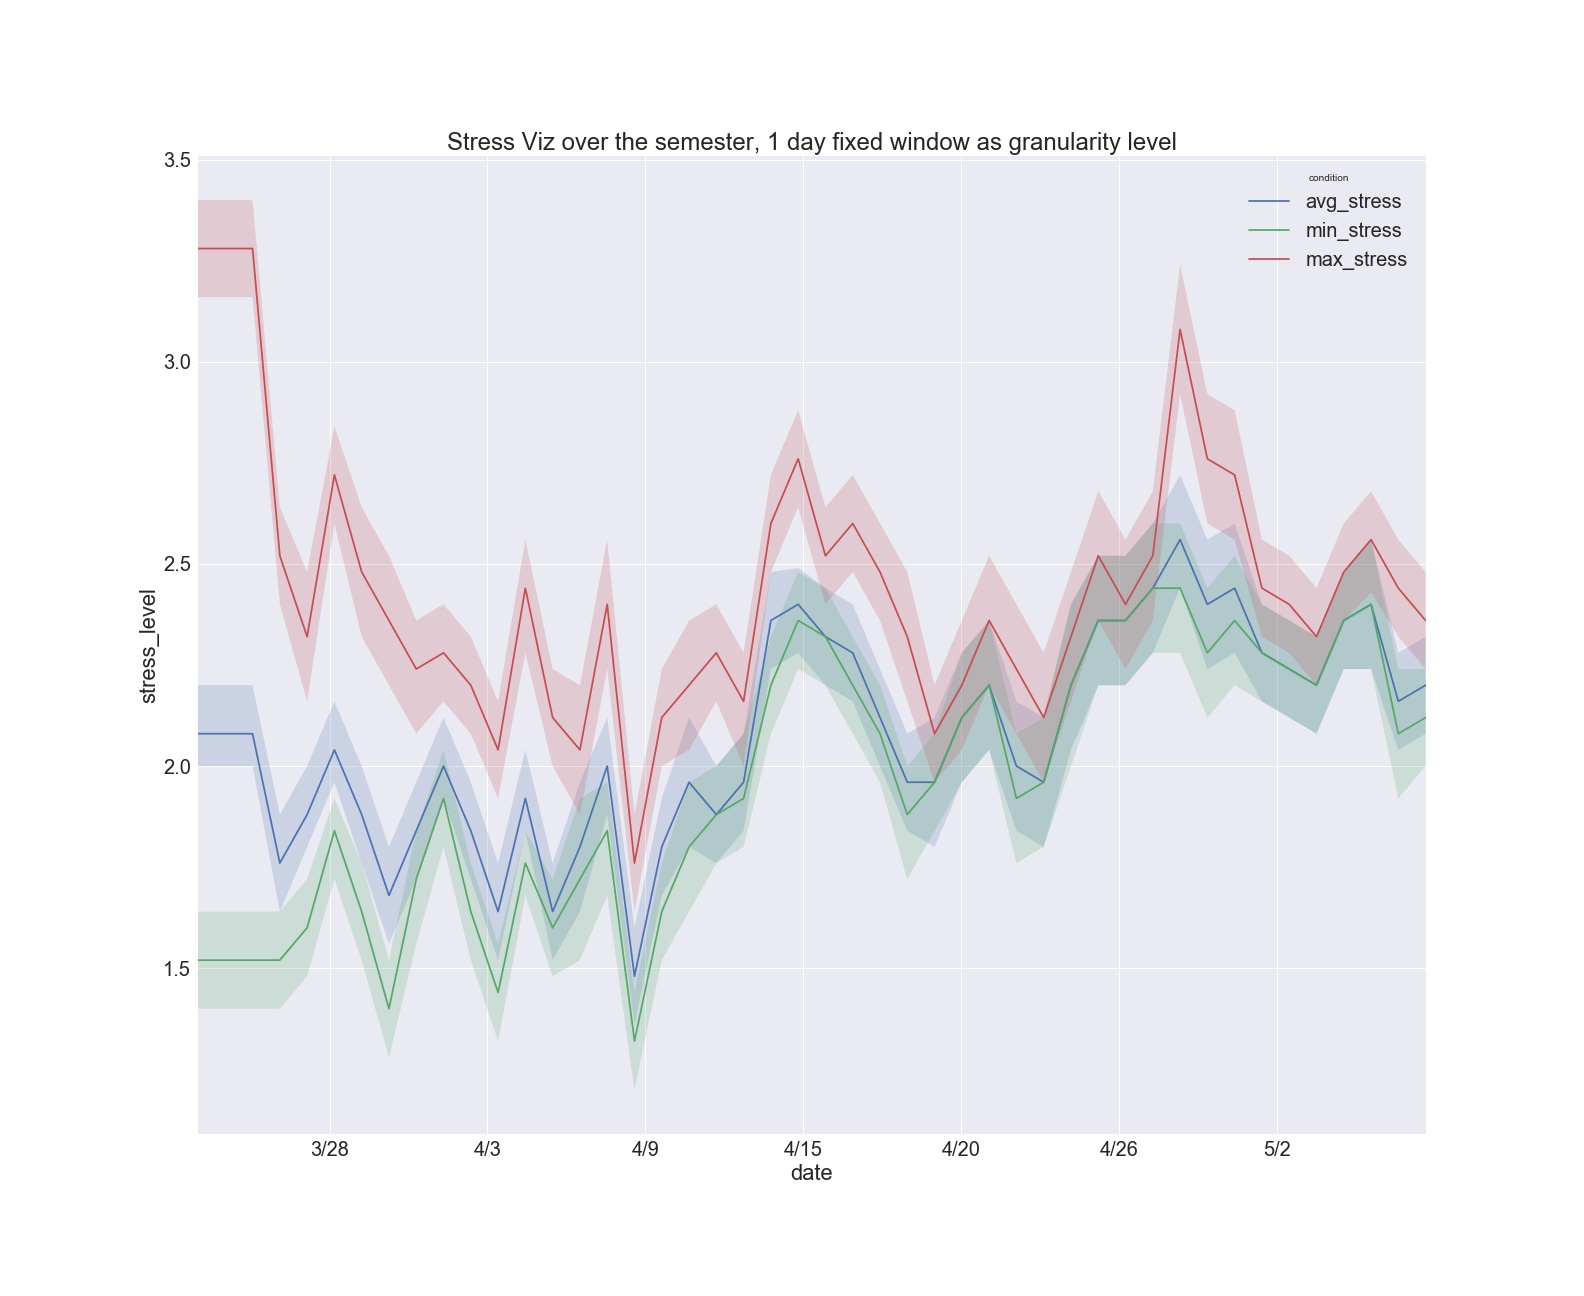 Stress Viz over the semester, 1 day fixed window as granularity level
condition
avg_stress
min_stress
max_stress
3.5
3.0
2.5
2.0
1.5
stress_level
3/28 4/3 4/9 4/15 4/20 4/26 5/2
date